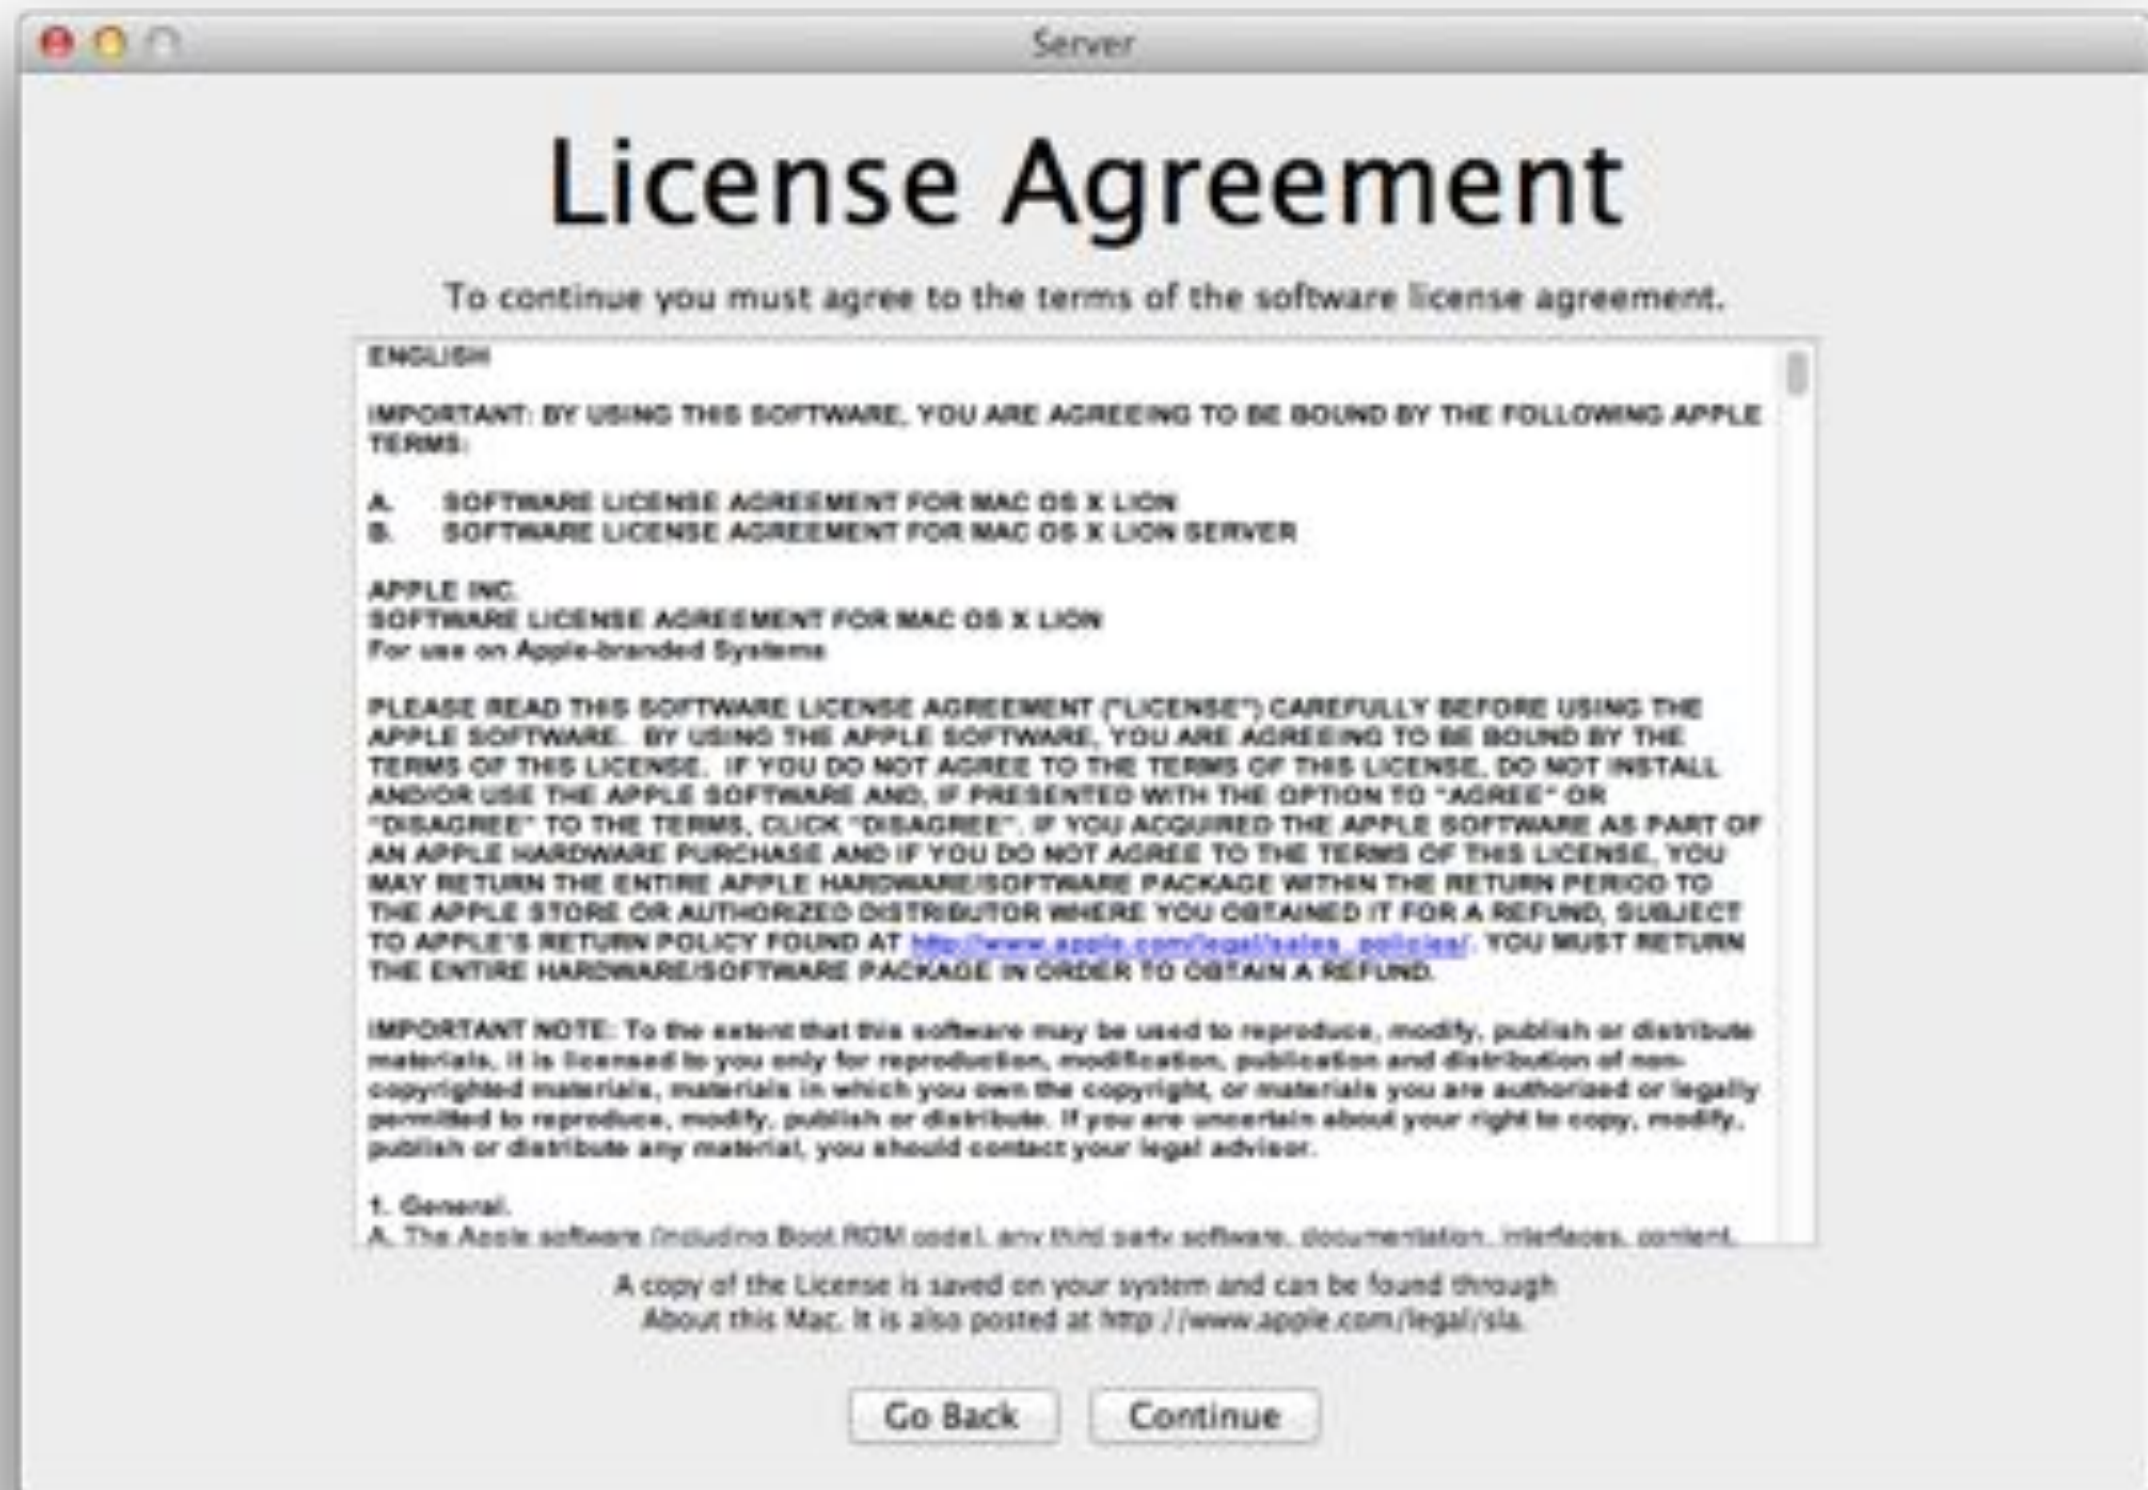 Server
License Agreement
To continue you must agree to the terms of the software license agreement.
ENGLISH
IMPORTANT: BY USING THIS SOFTWARE, YOU ARE AGREEING TO BE BOUND BY THE FOLLOWING APPLE
TERMS:
A. SOFTWARE LICENSE AGREEMENT FOR MAC OS X LION
B. SOFTWARE LICENSE AGREEMENT FOR MAC OS X LION SERVER
APPLE INC.
SOFTWARE LICENSE AGREEMENT FOR MAC OS X LION
For use on Apple-branded Systems
PLEASE READ THIS SOFTWARE LICENSE AGREEMENT ("LICENSE") CAREFULLY BEFORE USING THE
APPLE SOFTWARE. BY USING THE APPLE SOFTWARE, YOU ARE AGREEING TO BE BOUND BY THE
TERMS OF THIS LICENSE. IF YOU DO NOT AGREE TO THE TERMS OF THIS LICENSE, DO NOT INSTALL
AND/OR USE THE APPLE SOFTWARE AND, IF PRESENTED WITH THE OPTION TO "AGREE" OR
"DISAGREE" TO THE TERMS, CLICK "DISAGREE". IF YOU ACQUIRED THE APPLE SOFTWARE AS PART OF
AN APPLE HARDWARE PURCHASE AND IF YOU DO NOT AGREE TO THE TERMS OF THIS LICENSE, YOU
MAY RETURN THE ENTIRE APPLE HARDWARE/SOFTWARE PACKAGE WITHIN THE RETURN PERIOD TO
THE APPLE STORE OR AUTHORIZED DISTRIBUTOR WHERE YOU OBTAINED IT FOR A REFUND, SUBJECT
TO APPLE'S RETURN POLICY FOUND AT http://www.apple.com/legal/sales_policies/. YOU MUST RETURN
THE ENTIRE HARDWARE/SOFTWARE PACKAGE IN ORDER TO OBTAIN A REFUND.
IMPORTANT NOTE: To the extent that this software may be used to reproduce, modify, publish or distribute
materials, it is licensed to you only for reproduction, modification, publication and distribution of non-
copyrighted materials, materials in which you own the copyright, or materials you are authorized or legally
permitted to reproduce, modify, publish or distribute. If you are uncertain about your right to copy, modify,
publish or distribute any material, you should contact your legal advisor.
1. General.
A. The Apple software (including Boot ROM code), any third party software, documentation, interfaces, content,
A copy of the License is saved on your system and can be found through
About this Mac. It is also posted at http://www.apple.com/legal/sla.
Go Back
Continue